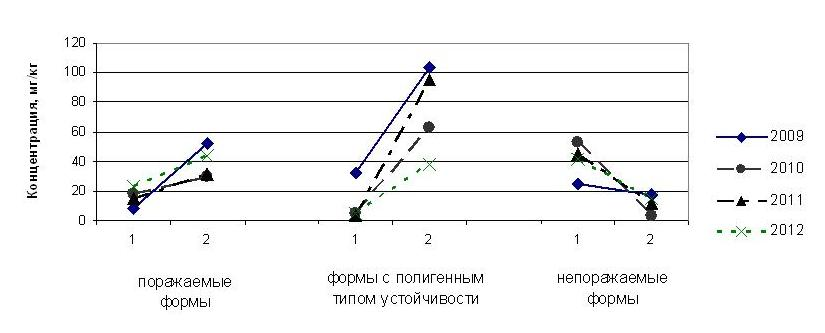 Концентрация, мг/кг
120
100
80
60
40
20
0
1 2 1 2 1 2
поражаемые
формы
формы с полигенным
типом устойчивости
непоражаемые
формы
2009
2010
2011
2012